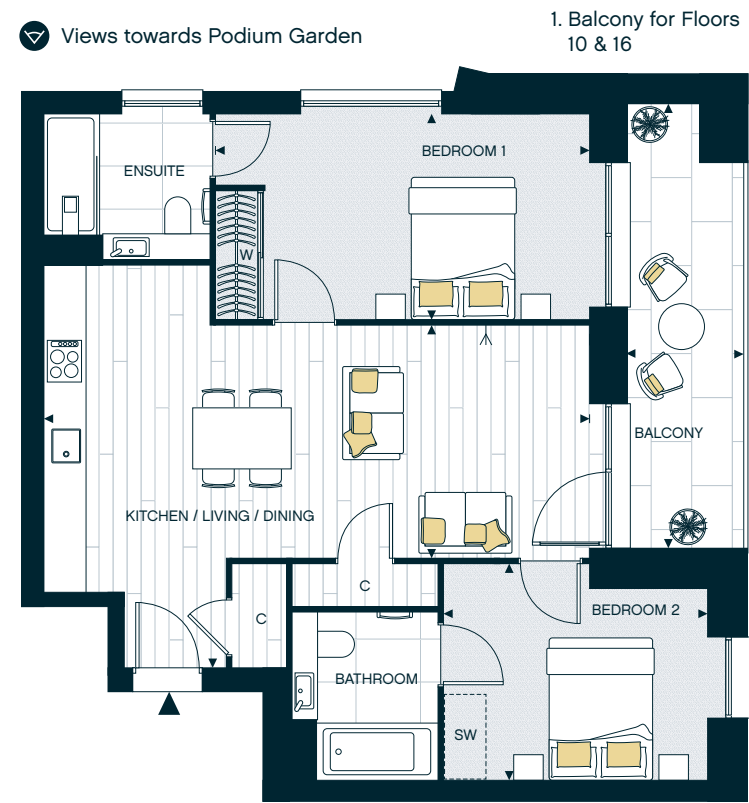 Views towards Podium Garden
1. Balcony for Floors
10 & 16
ENSUITE
BEDROOM 1
W
BALCONY
KITCHEN / LIVING / DINING
C
C
BEDROOM 2
BATHROOM
SW